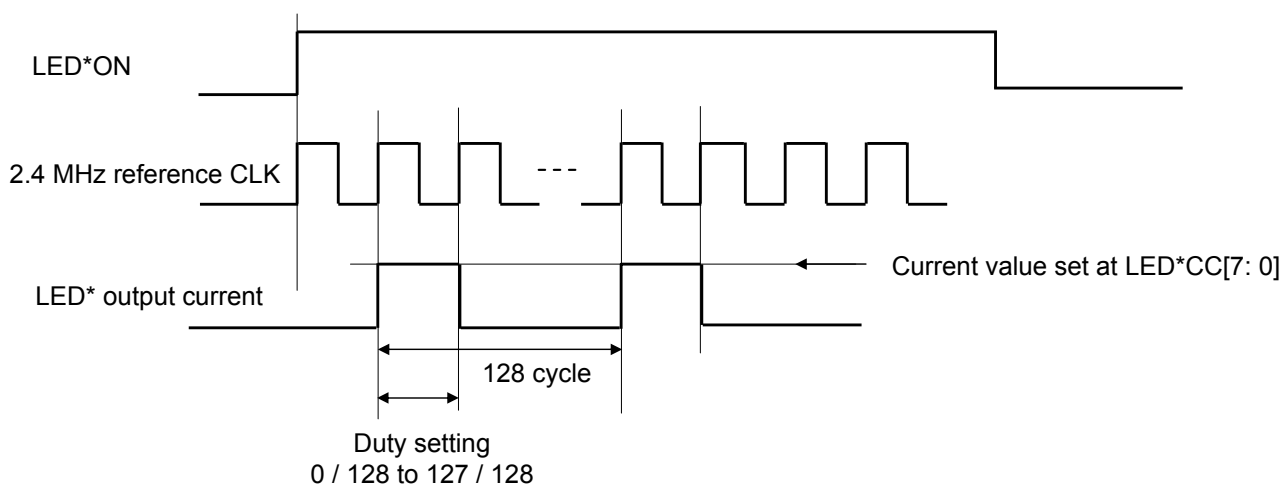 LED*ON
2.4 MHz reference CLK
Current value set at LED*CC[7: 0]
LED* output current
128 cycle
Duty setting
0 / 128 to 127 / 128